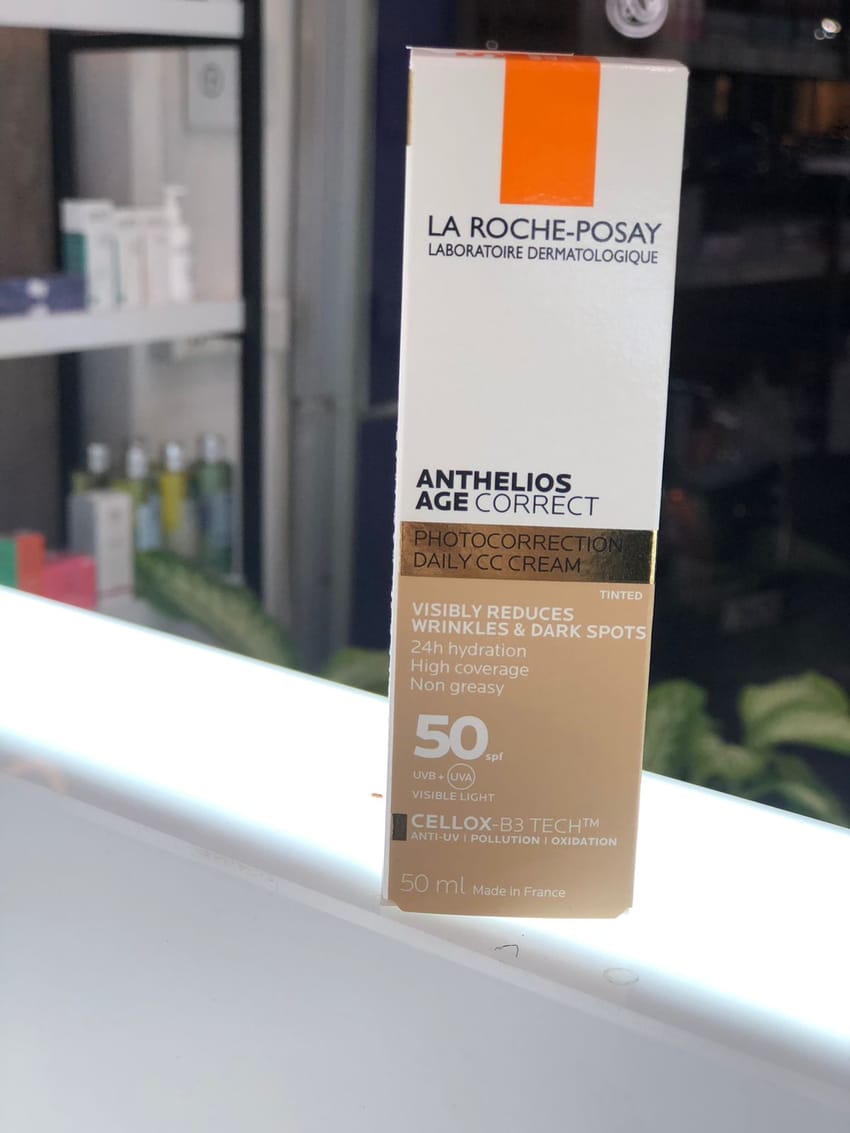 LA ROCHE-POSAY
LABORATOIRE DERMATOLOGIQUE
ANTHELIOS
AGE CORRECT
PHOTOCORRECTION
DAILY CC CREAM
TINTED
VISIBLY REDUCES
WRINKLES & DARK SPOTS
24h hydration
High coverage
Non greasy
50 spf
UVB + UVA
VISIBLE LIGHT
CELLOX-B3 TECH™
ANTI-UV | POLLUTION | OXIDATION
50 ml Made in France